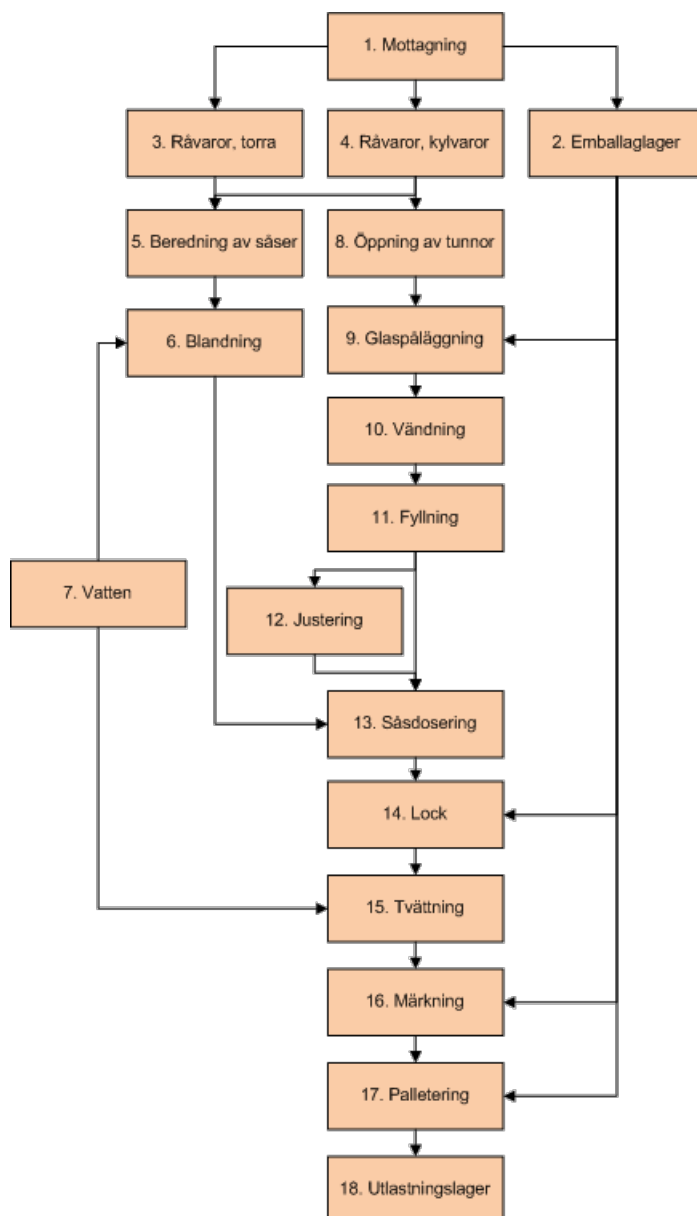 1. Mottagning
3. Råvaror, torra
4. Råvaror, kylvaror
2. Emballaglager
5. Beredning av såser
8. Öppning av tunnor
6. Blandning
9. Glaspåläggning
10. Vändning
11. Fyllning
7. Vatten
12. Justering
13. Såsdosering
14. Lock
15. Tvättning
16. Märkning
17. Palletering
18. Utlastningslager